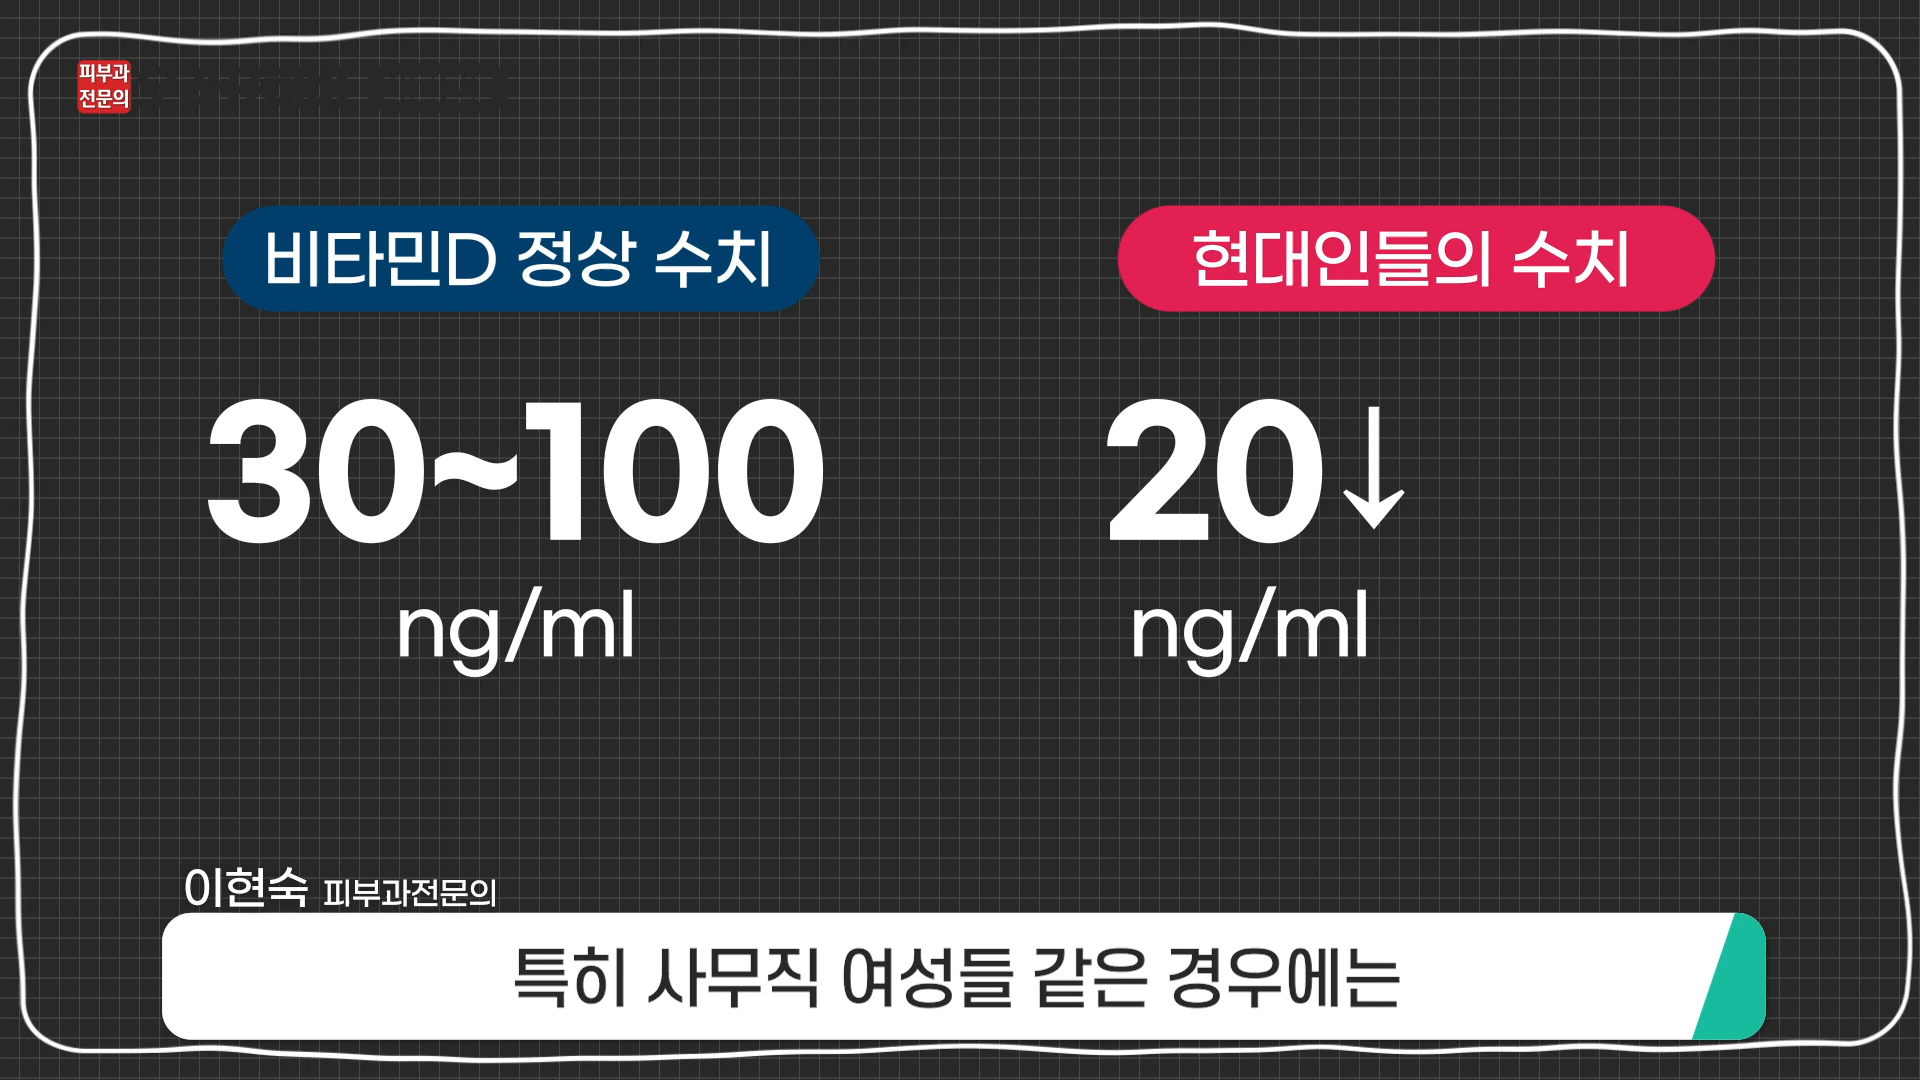 피부과
전문의
비타민D 정상 수치
현대인들의 수치
30~100
20↓
ng/ml
ng/ml
이현숙 피부과전문의
특히 사무직 여성들 같은 경우에는